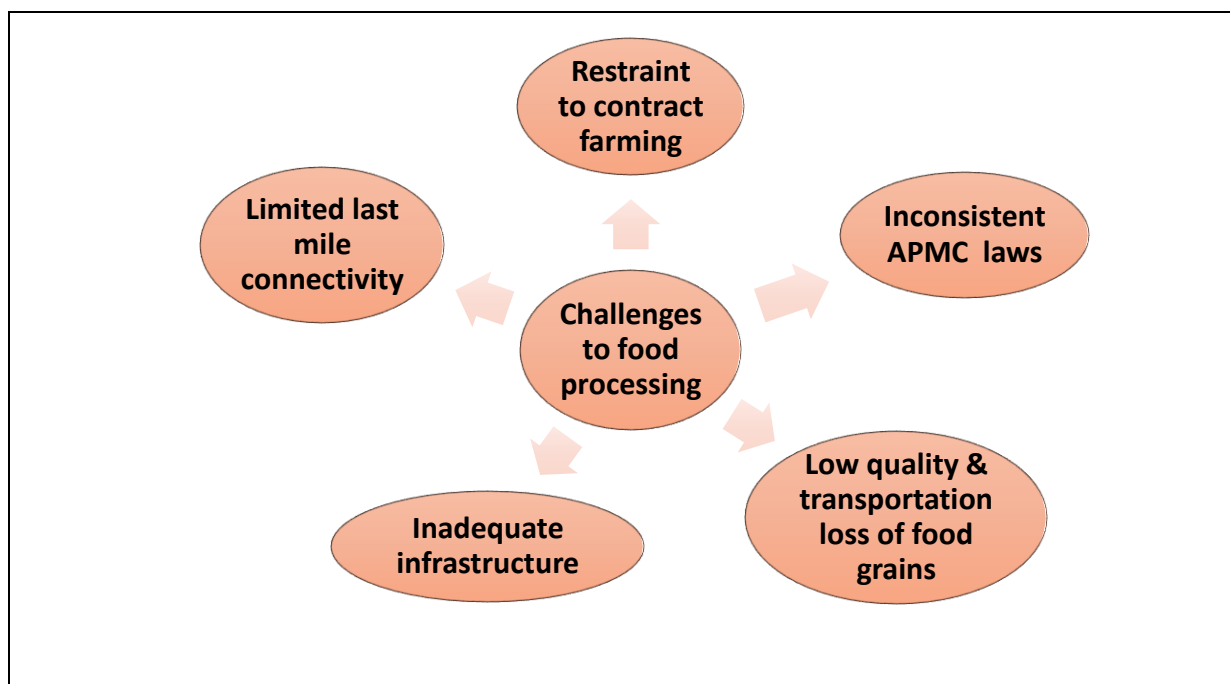 Restraint
to contract
farming
Limited last
mile
connectivity
Inconsistent
APMC laws
Challenges
to food
processing
Low quality &
transportation
loss of food
grains
Inadequate
infrastructure